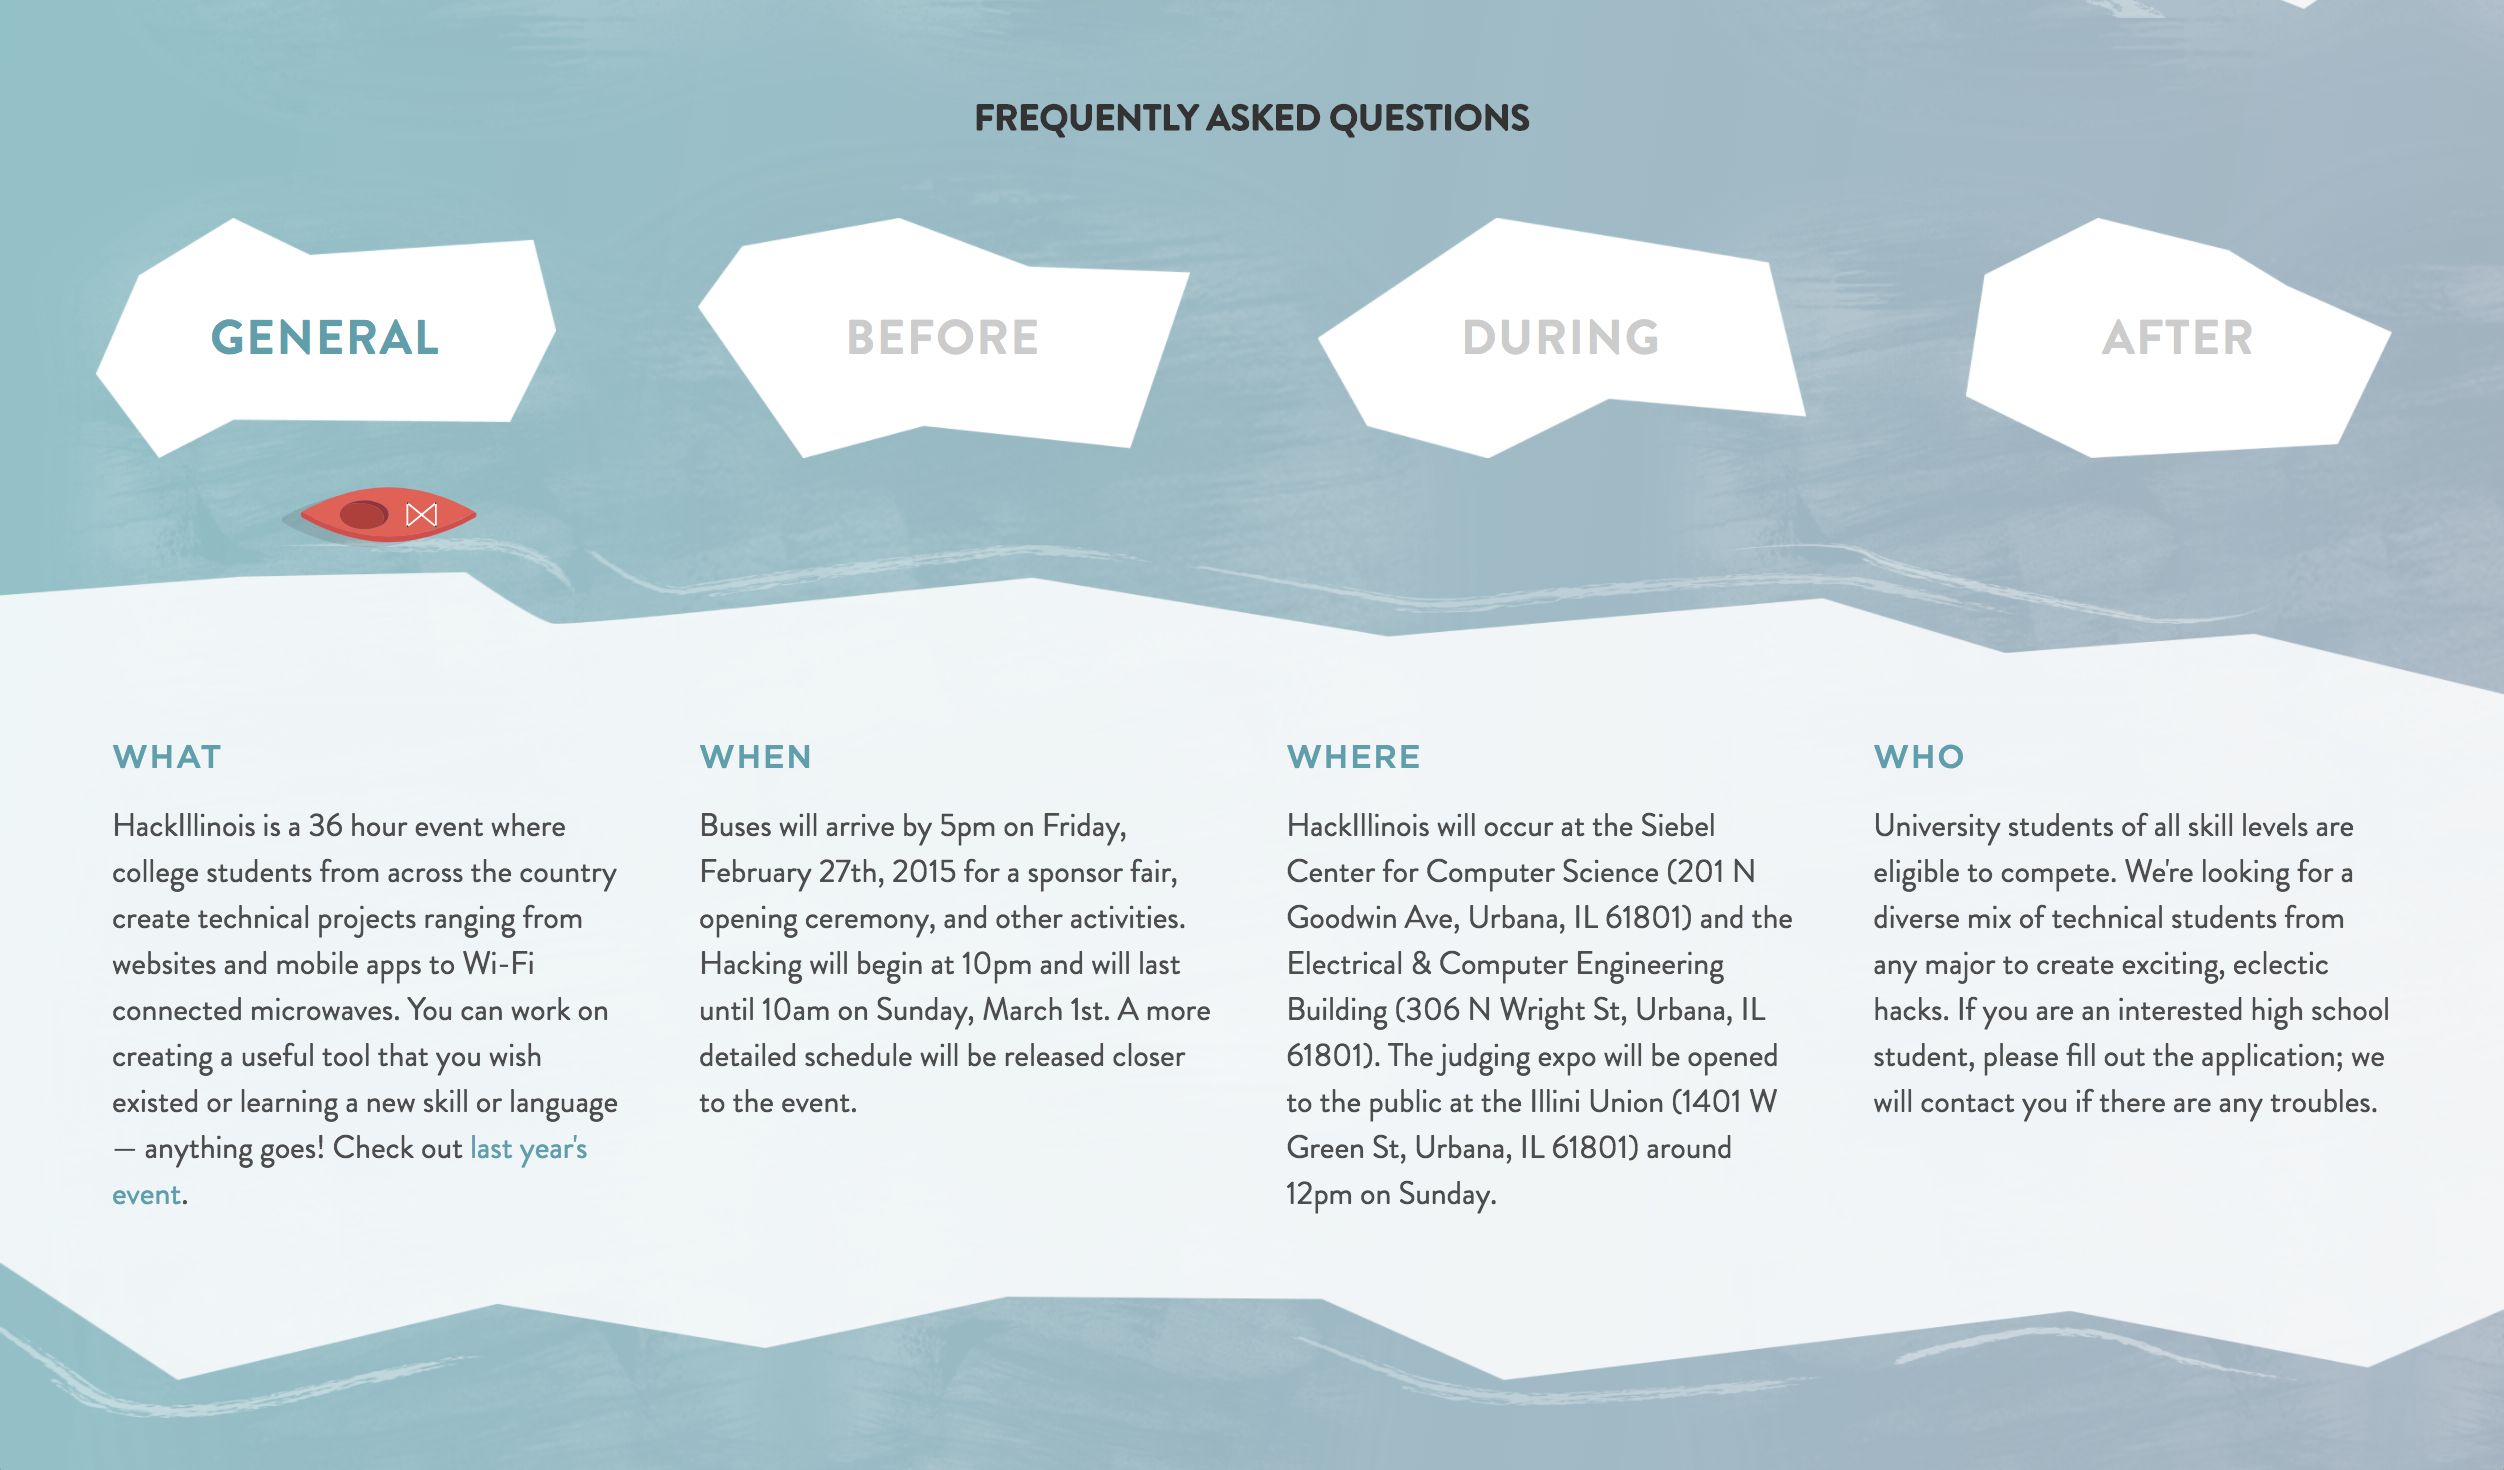 FREQUENTLY ASKED QUESTIONS
GENERAL
BEFORE
DURING
AFTER
WHAT
HackIllinois is a 36 hour event where
college students from across the country
create technical projects ranging from
websites and mobile apps to Wi-Fi
connected microwaves. You can work on
creating a useful tool that you wish
existed or learning a new skill or language
— anything goes! Check out last year's
event.
WHEN
Buses will arrive by 5pm on Friday,
February 27th, 2015 for a sponsor fair,
opening ceremony, and other activities.
Hacking will begin at 10pm and will last
until 10am on Sunday, March 1st. A more
detailed schedule will be released closer
to the event.
WHERE
HackIllinois will occur at the Siebel
Center for Computer Science (201 N
Goodwin Ave, Urbana, IL 61801) and the
Electrical & Computer Engineering
Building (306 N Wright St, Urbana, IL
61801). The judging expo will be opened
to the public at the Illini Union (1401 W
Green St, Urbana, IL 61801) around
12pm on Sunday.
WHO
University students of all skill levels are
eligible to compete. We're looking for a
diverse mix of technical students from
any major to create exciting, eclectic
hacks. If you are an interested high school
student, please fill out the application; we
will contact you if there are any troubles.